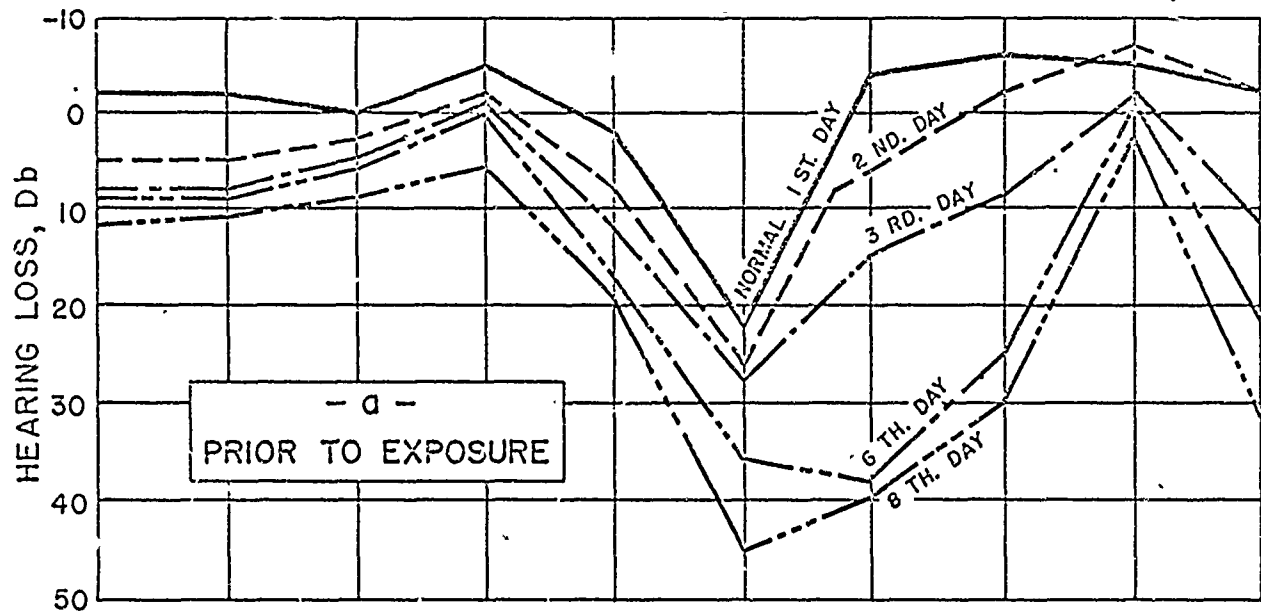 HEARING LOSS, Db
-10
0
10
20
30
40
50
- a -
PRIOR TO EXPOSURE
NORMAL 1 ST. DAY
2 ND. DAY
3 RD. DAY
6 TH. DAY
8 TH. DAY